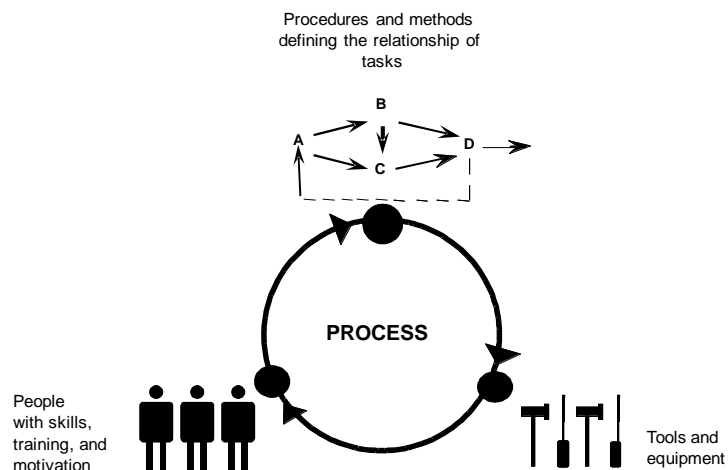 Procedures and methods
defining the relationship of
tasks
B
A
D
C
PROCESS
People
with skills,
training, and
motivation
Tools and
equipment